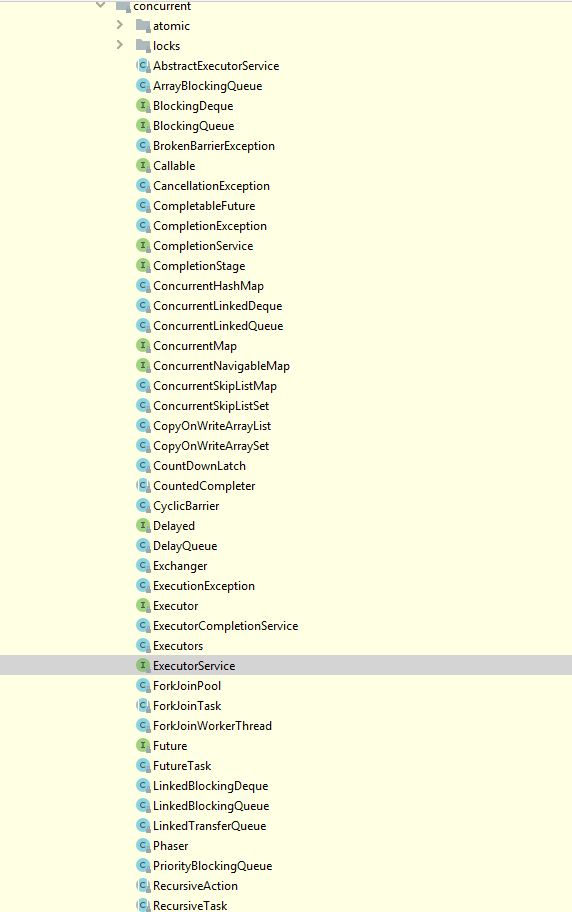 concurrent
atomic
locks
AbstractExecutorService
ArrayBlockingQueue
BlockingDeque
BlockingQueue
BrokenBarrierException
Callable
CancellationException
CompletableFuture
CompletionException
CompletionService
CompletionStage
ConcurrentHashMap
ConcurrentLinkedDeque
ConcurrentLinkedQueue
ConcurrentMap
ConcurrentNavigableMap
ConcurrentSkipListMap
ConcurrentSkipListSet
CopyOnWriteArrayList
CopyOnWriteArraySet
CountDownLatch
CountedCompleter
CyclicBarrier
Delayed
DelayQueue
Exchanger
ExecutionException
Executor
ExecutorCompletionService
Executors
ExecutorService
ForkJoinPool
ForkJoinTask
ForkJoinWorkerThread
Future
FutureTask
LinkedBlockingDeque
LinkedBlockingQueue
LinkedTransferQueue
Phaser
PriorityBlockingQueue
RecursiveAction
RecursiveTask